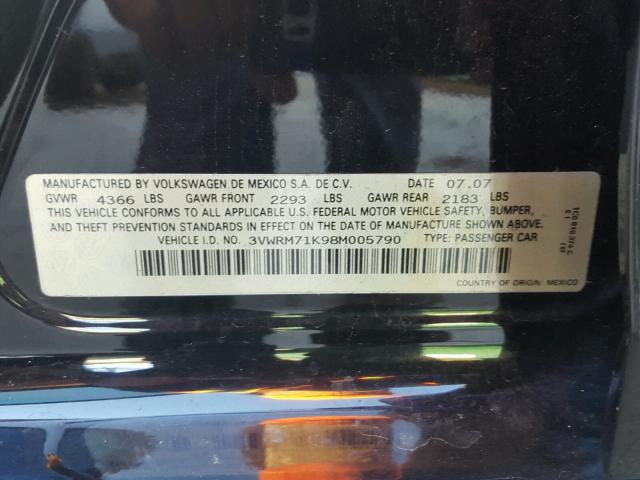 MANUFACTURED BY VOLKSWAGEN DE MEXICO S.A. DE C.V. DATE 07.07
GVWR 4366 LBS GAWR FRONT 2293 LBS GAWR REAR 2183 LBS
THIS VEHICLE CONFORMS TO ALL APPLICABLE U.S. FEDERAL MOTOR VEHICLE SAFETY, BUMPER,
AND THEFT PREVENTION STANDARDS IN EFFECT ON THE DATE OF MANUFACTURE SHOWN ABOVE.
VEHICLE I.D. NO. 3VWRM71K98M005790 TYPE: PASSENGER CAR
COUNTRY OF ORIGIN: MEXICO